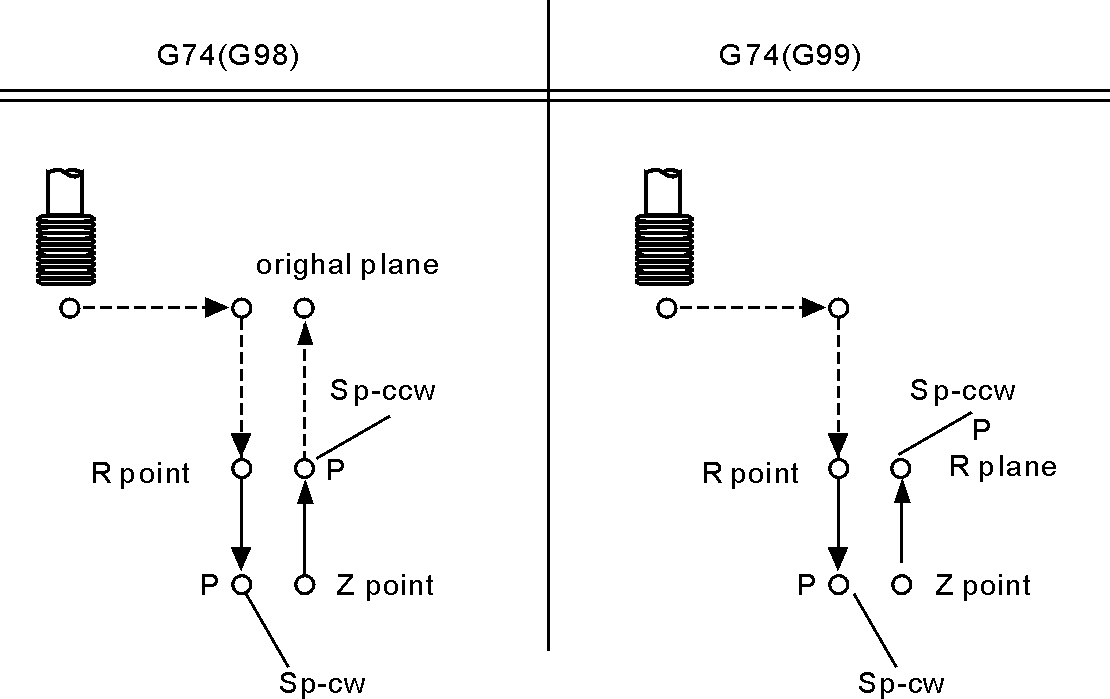 G74(G98)
G74(G99)
orighal plane
Sp-ccw
R point
P
P
Z point
Sp-cw
Sp-ccw
P
R point
R plane
P
Z point
Sp-cw